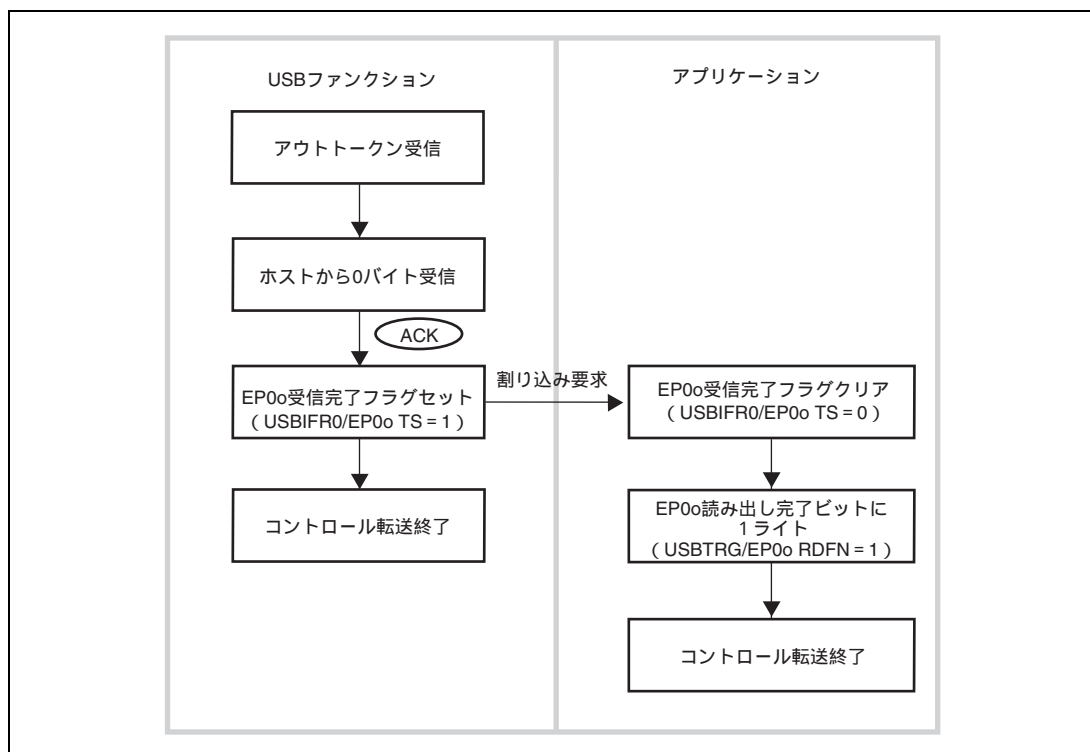 USBファンクション
アウトトークン受信
ホストから0バイト受信
ACK
EP0o受信完了フラグセット
（USBIFR0/EP0o TS = 1）
コントロール転送終了
割り込み要求
アプリケーション
EP0o受信完了フラグクリア
（USBIFR0/EP0o TS = 0）
EP0o読み出し完了ビットに
1 ライト
（USBTRG/EP0o RDFN = 1）
コントロール転送終了